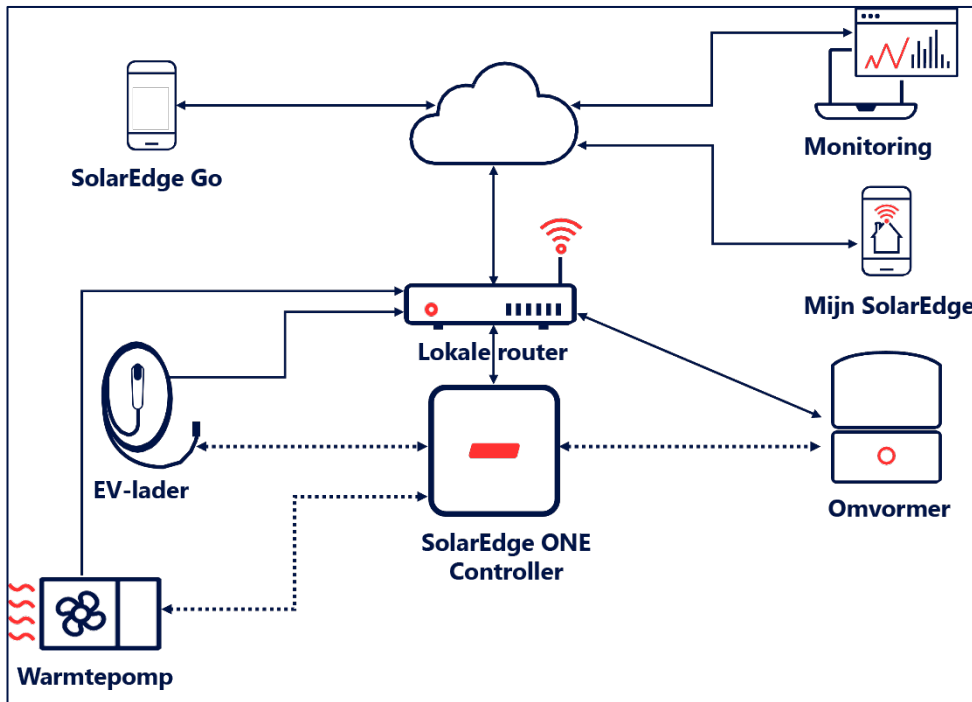 Monitoring
SolarEdge Go
Mijn SolarEdge
Lokale router
EV-lader
Omvormer
SolarEdge ONE
Controller
Warmtepomp